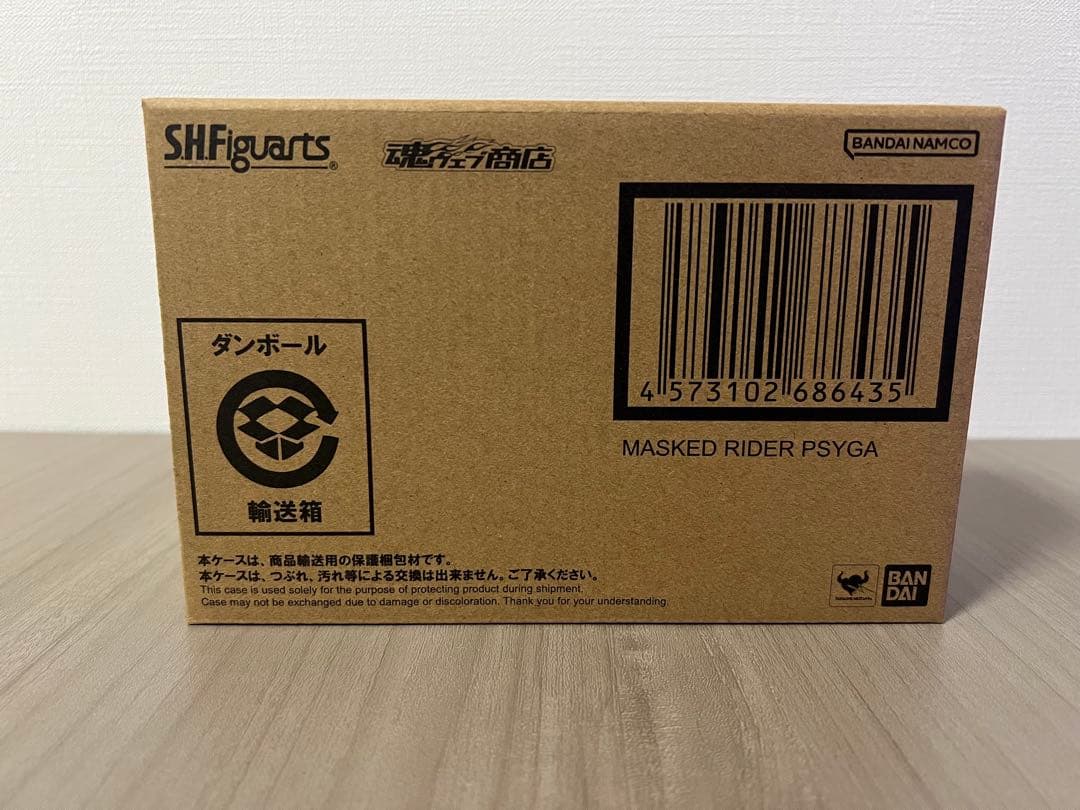 S.H.Figuarts®
魂ウェブ商店
BANDAI NAMCO
4 573102 686435
MASKED RIDER PSYGA
ダンボール
輸送箱
本ケースは、商品輸送用の保護梱包材です。
本ケースは、つぶれ、汚れ等による交換は出来ません。ご了承ください。
This case is used solely for the purpose of protecting product during shipment.
Case may not be exchanged due to damage or discoloration. Thank you for your understanding.
BAN
DAI